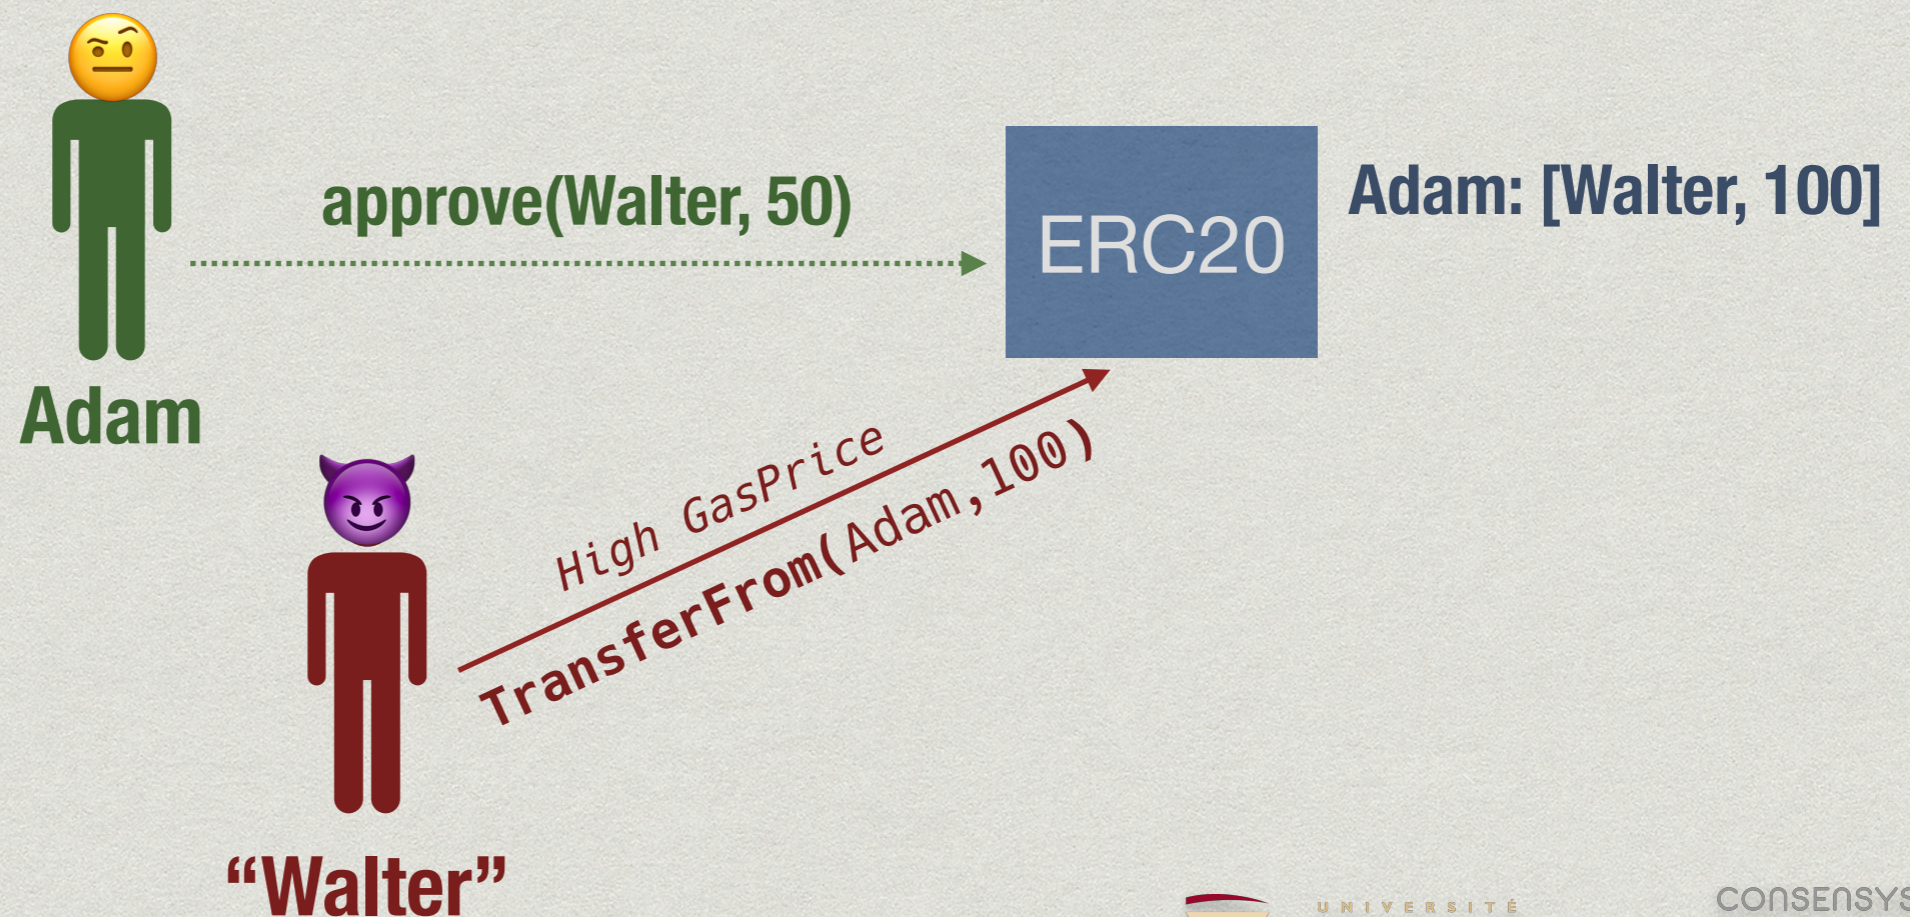 approve(Walter, 50)
ERC20
Adam: [Walter, 100]
Adam
High GasPrice
TransferFrom(Adam,100)
“Walter”
UNIVERSITÉ
CONSENSYS